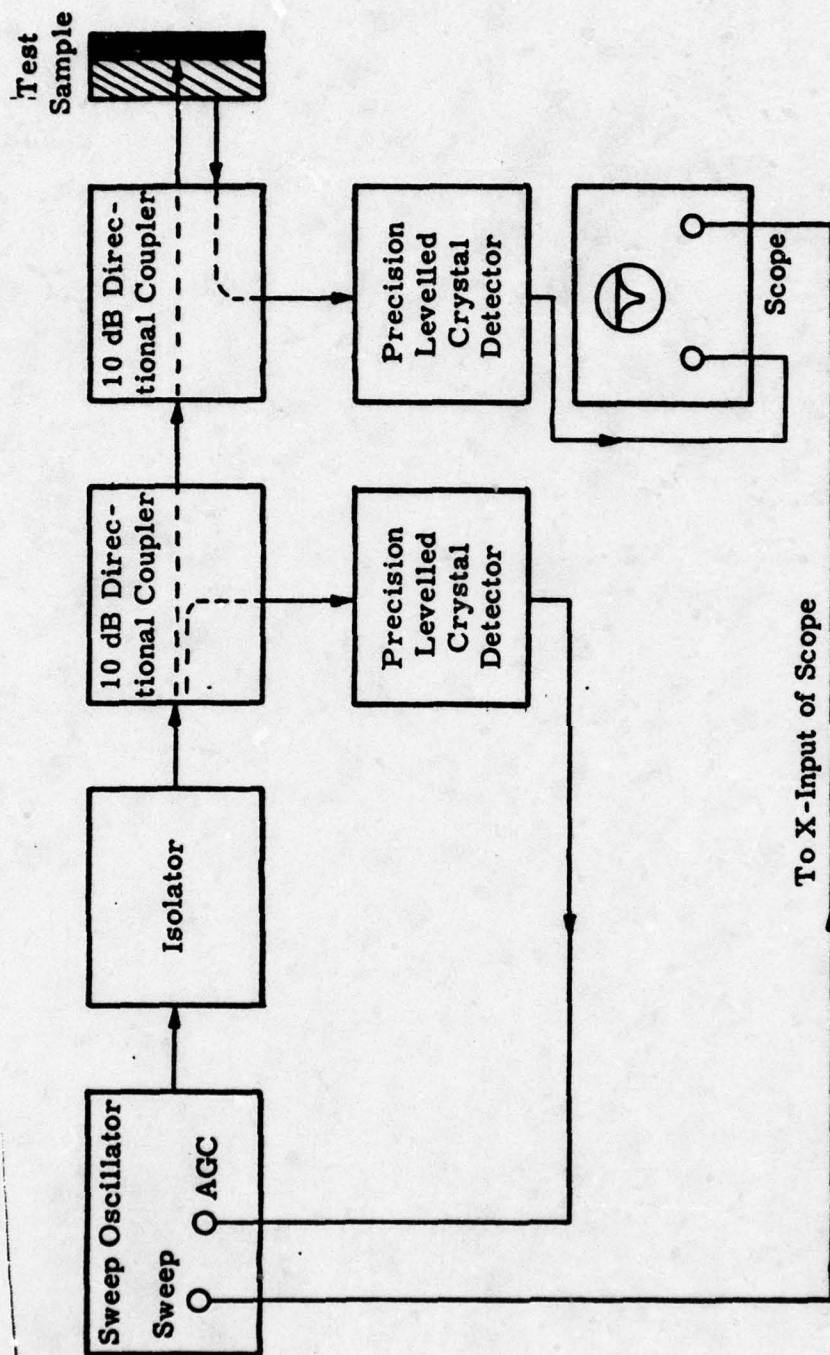 Sweep Oscillator
Sweep
AGC
Isolator
10 dB Direc-
tional Coupler
10 dB Direc-
tional Coupler
Test
Sample
Precision
Levelled
Crystal
Detector
Precision
Levelled
Crystal
Detector
Scope
To X-Input of Scope